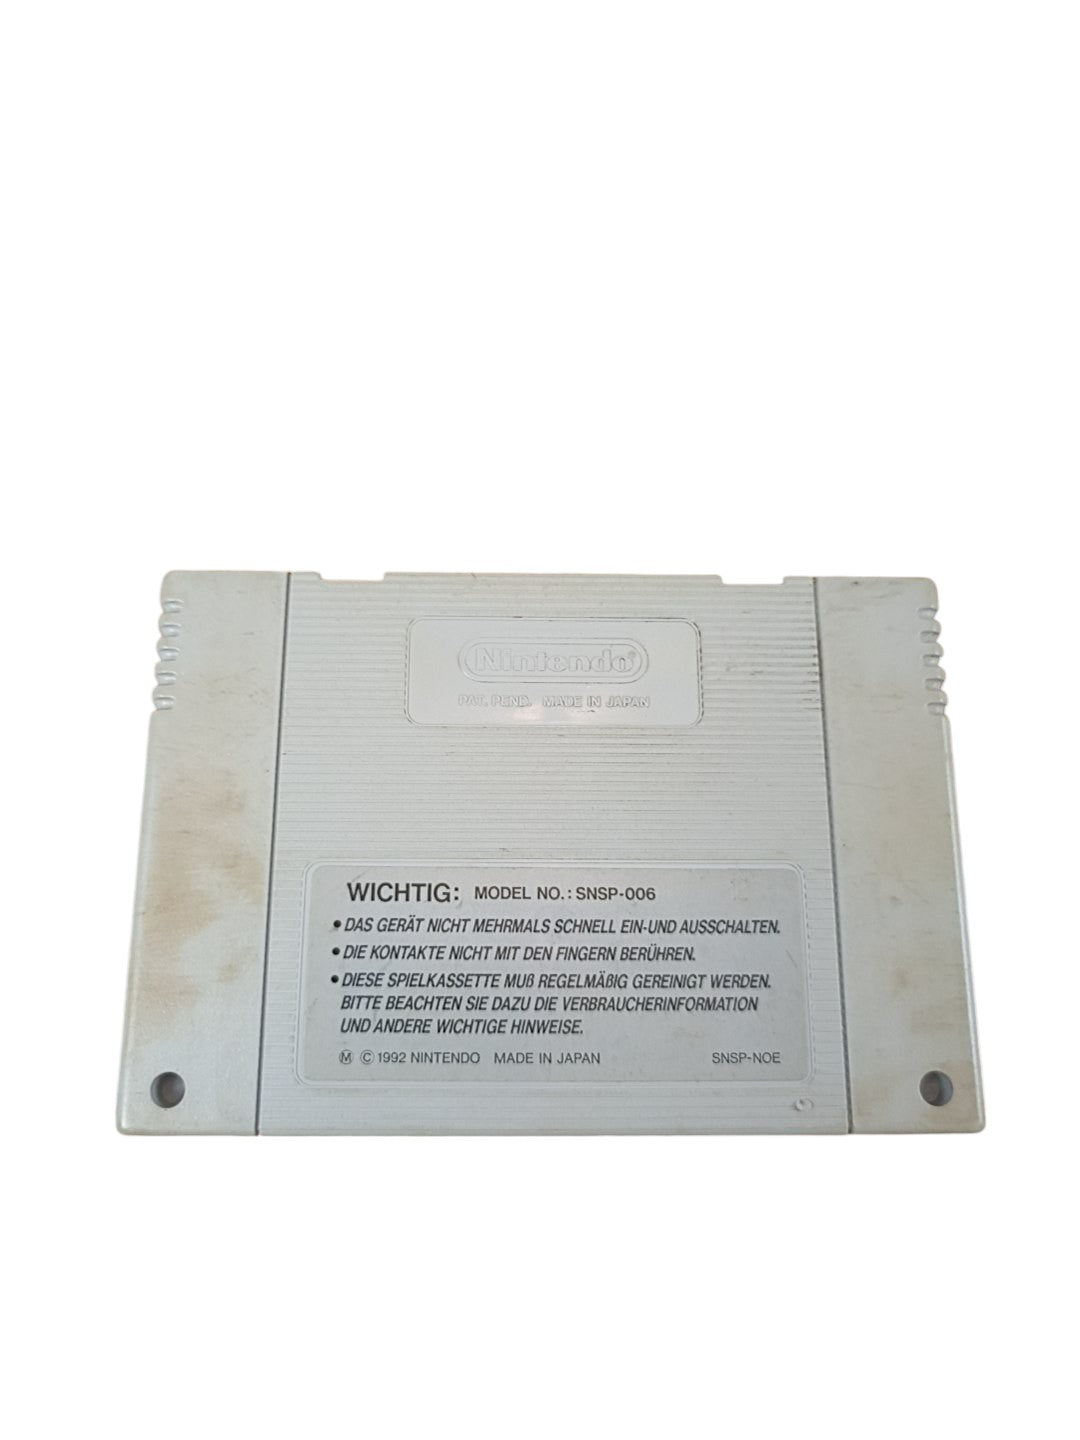 Nintendo®
PAT. PEND. MADE IN JAPAN
WICHTIG: MODEL NO.: SNSP-006
• DAS GERÄT NICHT MEHRMALS SCHNELL EIN-UND AUSSCHALTEN.
• DIE KONTAKTE NICHT MIT DEN FINGERN BERÜHREN.
• DIESE SPIELKASSETTE MUß REGELMÄßIG GEREINIGT WERDEN.
BITTE BEACHTEN SIE DAZU DIE VERBRAUCHERINFORMATION
UND ANDERE WICHTIGE HINWEISE.
Ⓜ © 1992 NINTENDO MADE IN JAPAN SNSP-NOE